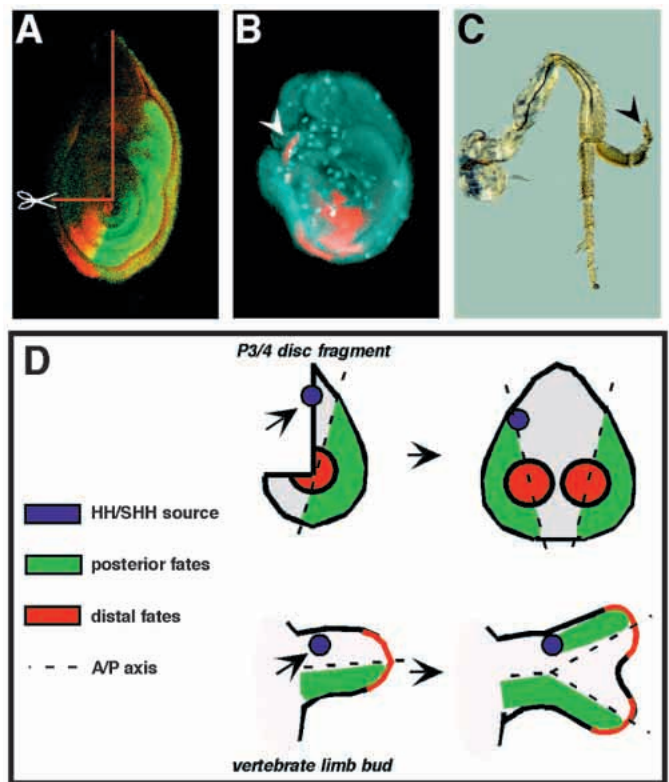 A
B
C
D
P3/4 disc fragment
HH/SHH source
posterior fates
distal fates
A/P axis
vertebrate limb bud